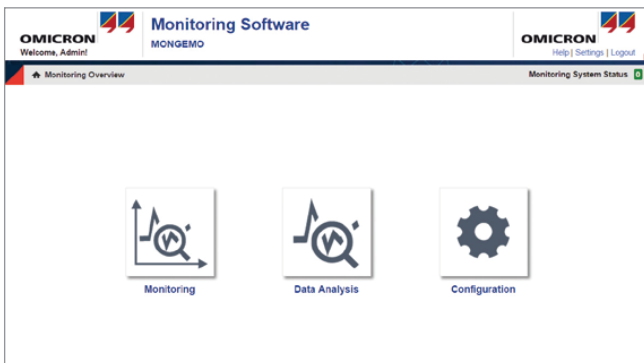 OMICRON
Welcome, Admin!
Monitoring Software
MONGEMO
OMICRON
Help | Settings | Logout
Monitoring Overview
Monitoring System Status 0
Monitoring
Data Analysis
Configuration